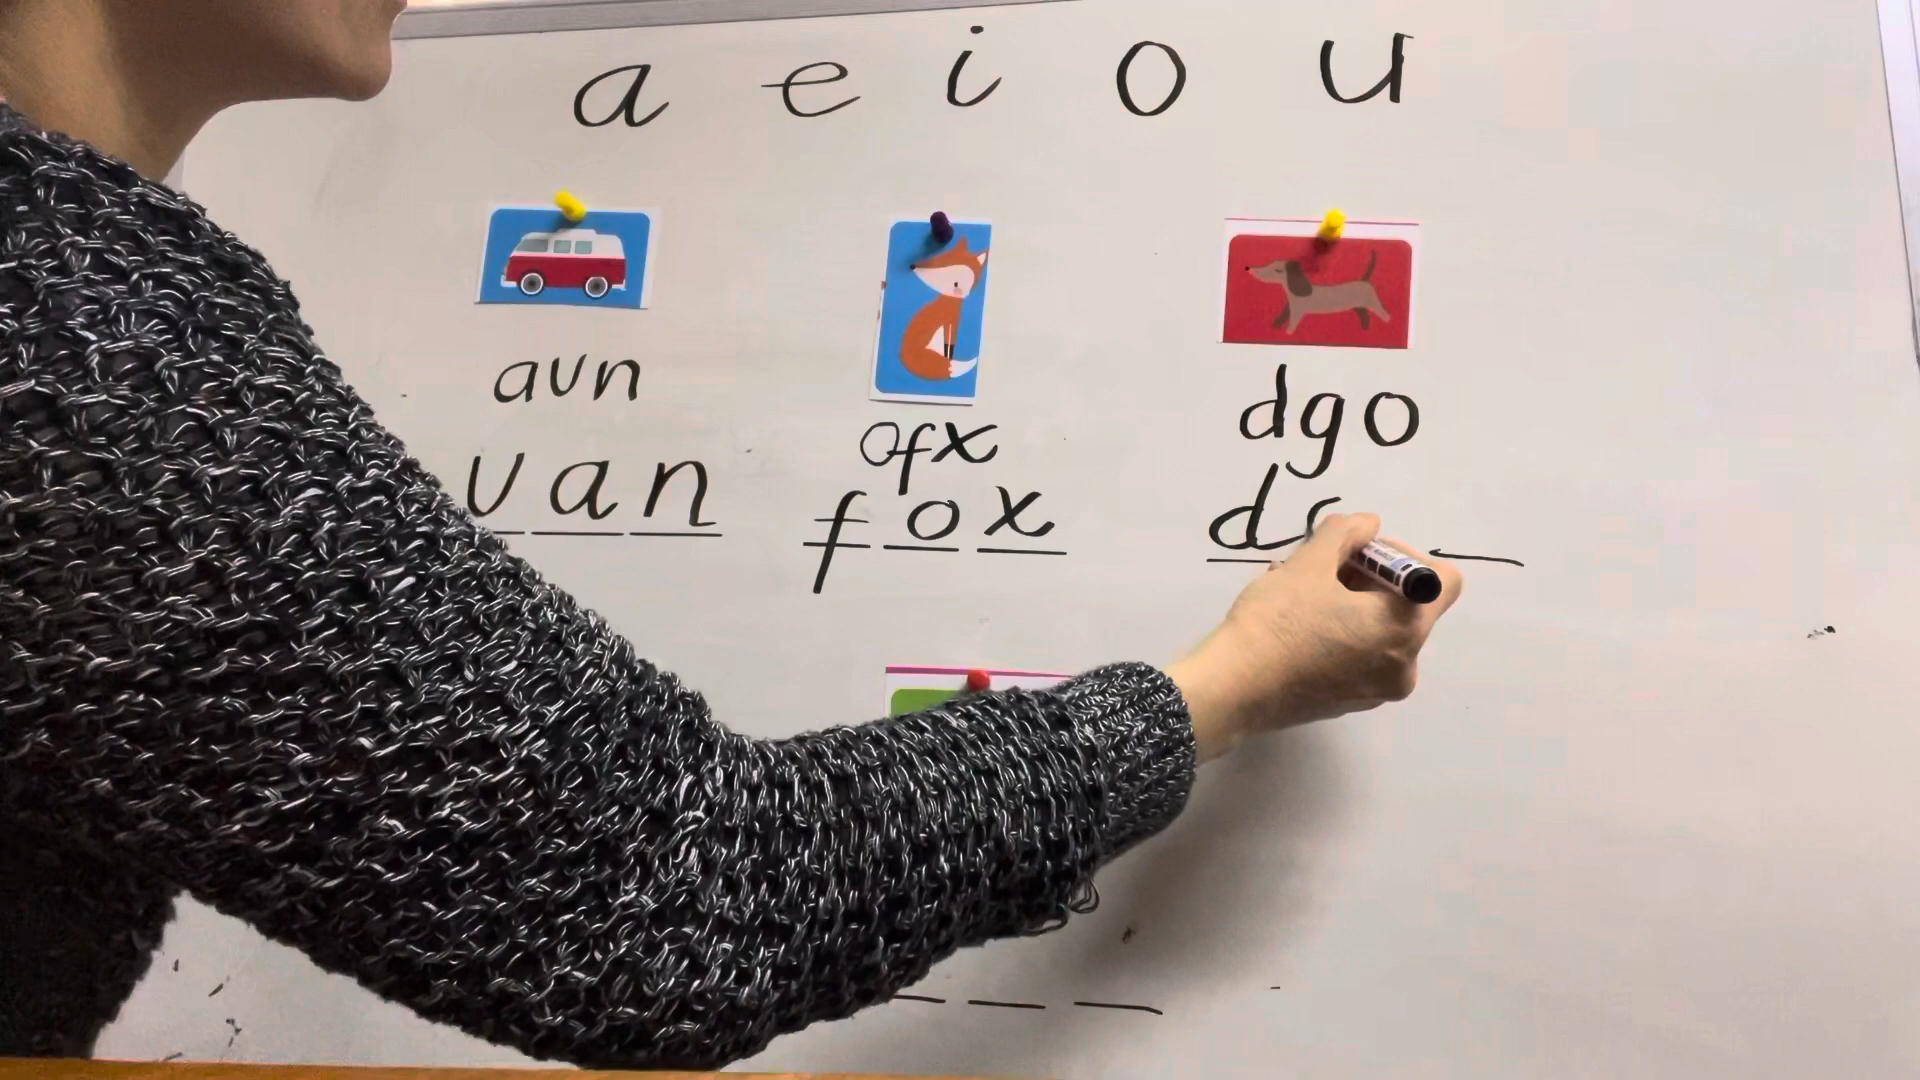 a e i o u
avn
van
ofx
fox
dgo
d